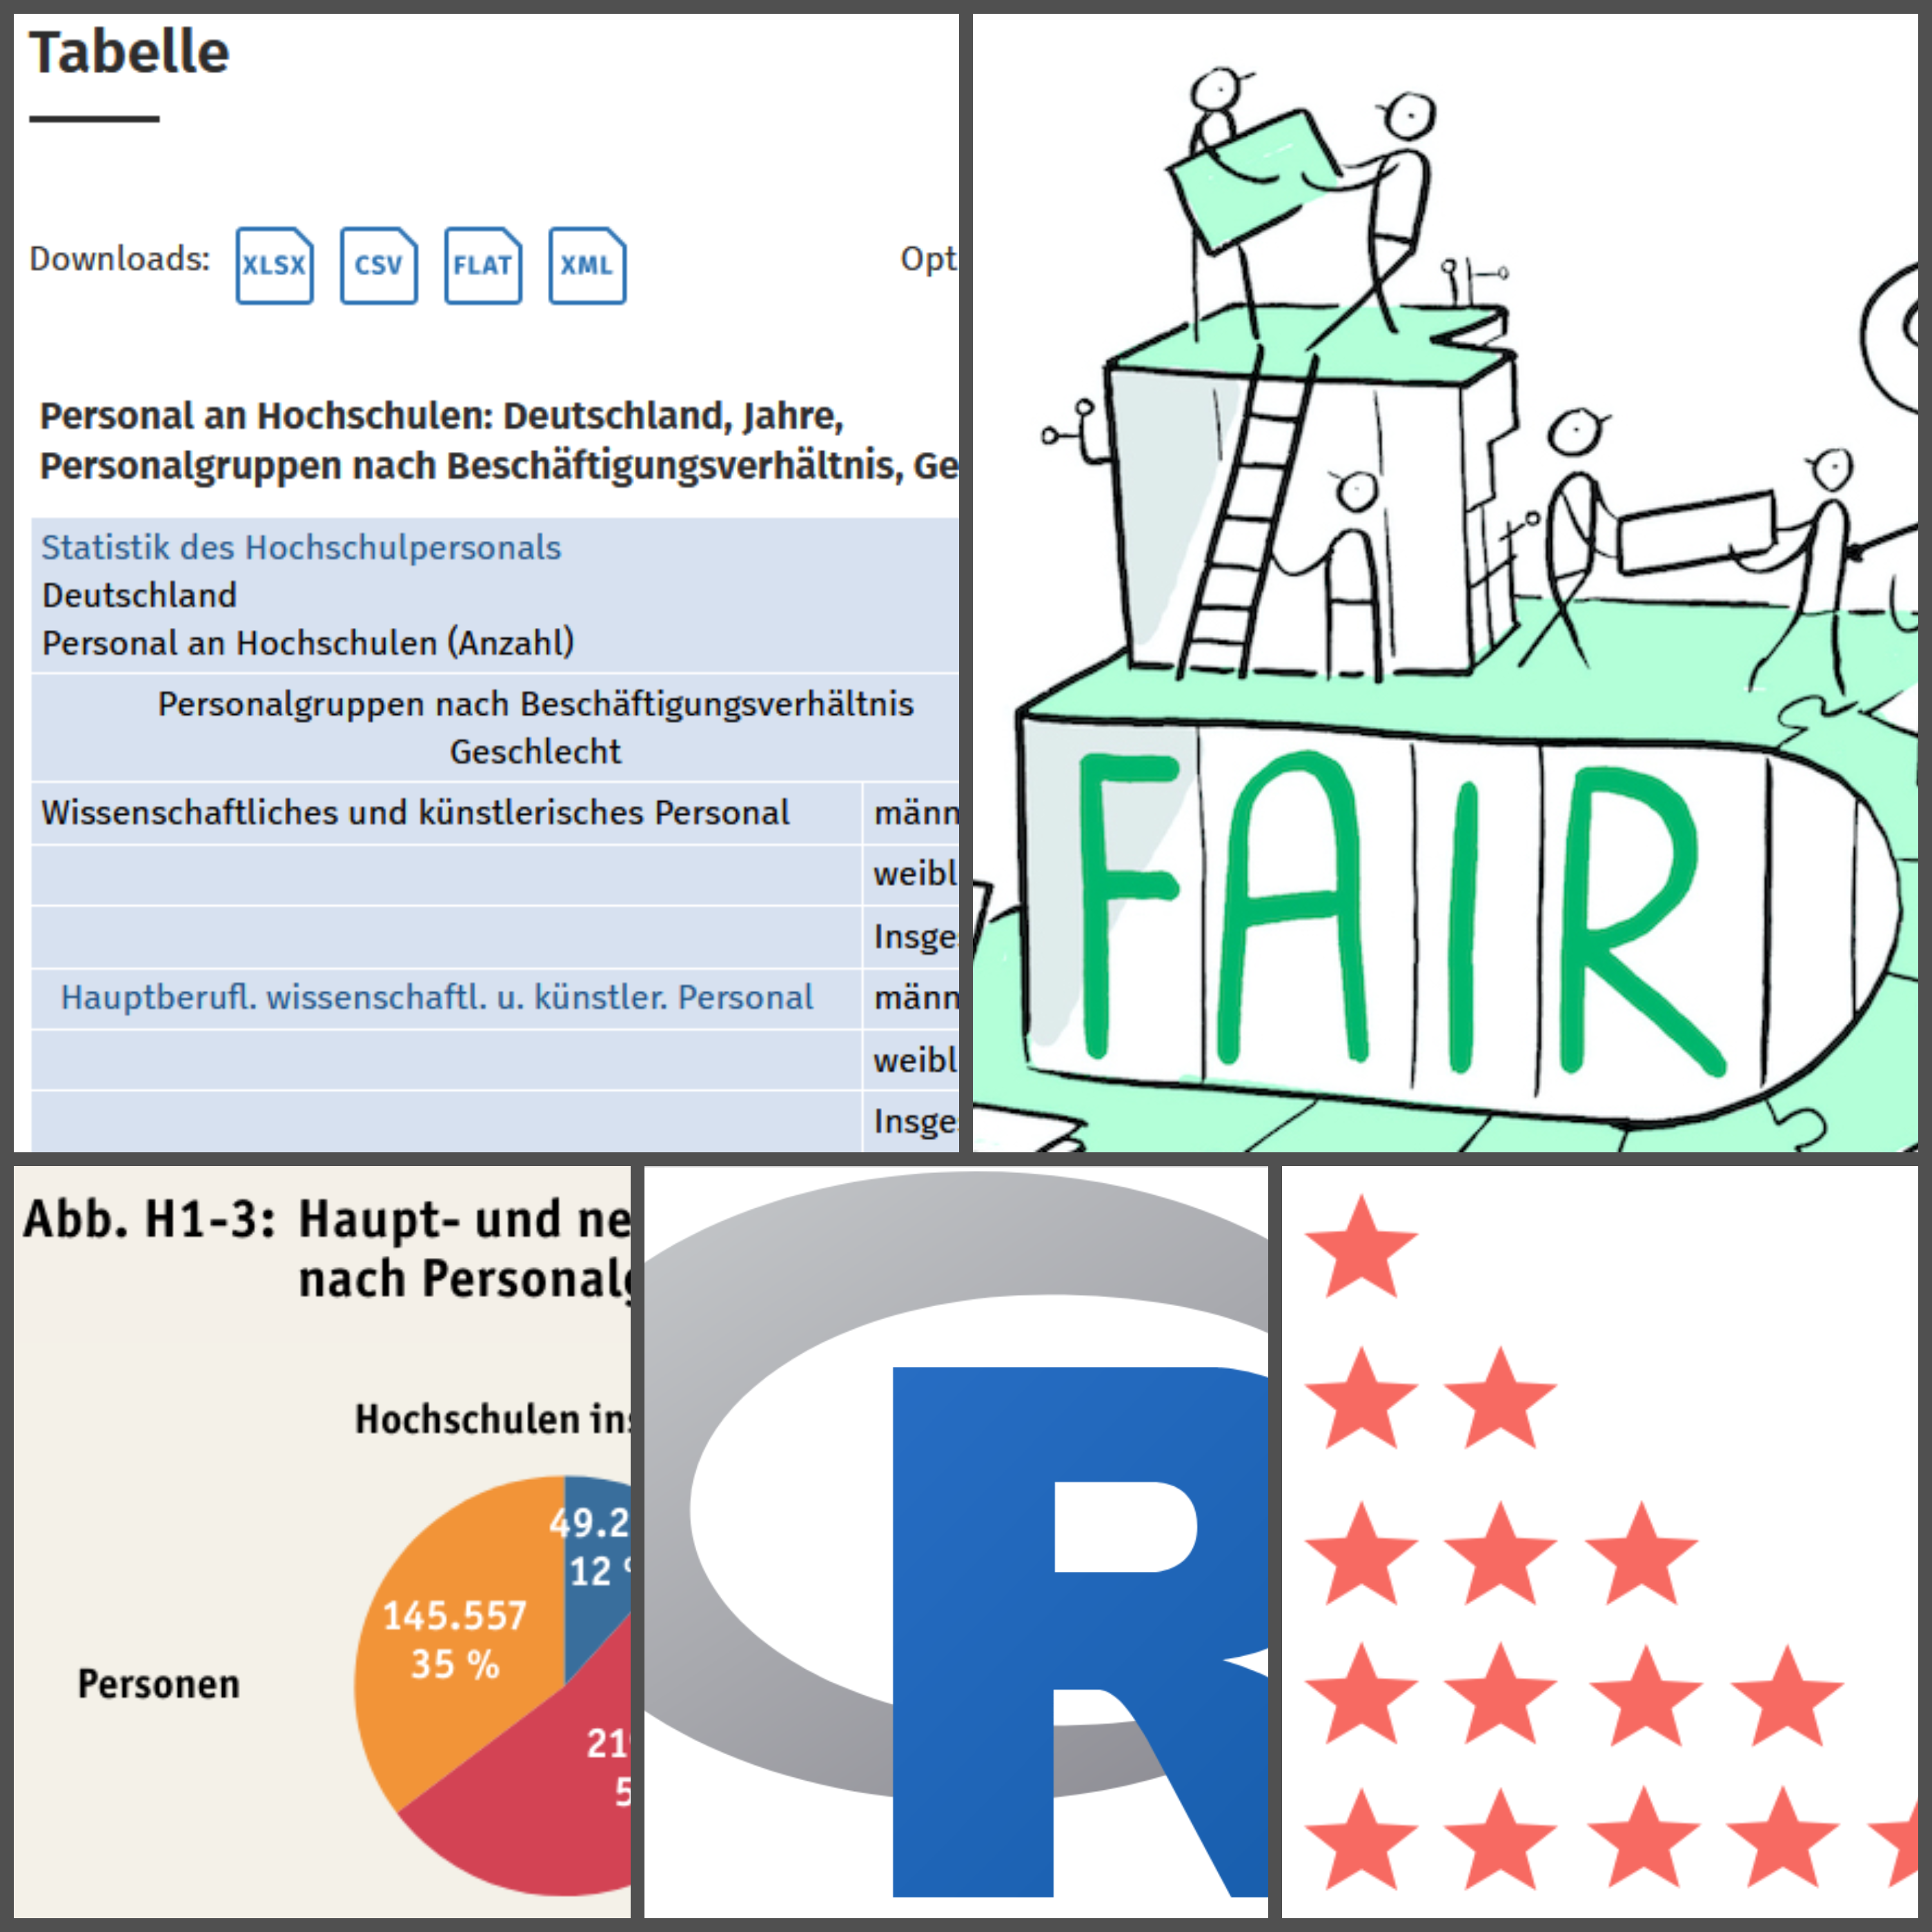 Tabelle
Downloads: XLSX CSV FLAT XML
Opt
Personal an Hochschulen: Deutschland, Jahre,
Personalgruppen nach Beschäftigungsverhältnis, Ge
Statistik des Hochschulpersonals
Deutschland
Personal an Hochschulen (Anzahl)
Personalgruppen nach Beschäftigungsverhältnis
Geschlecht
Wissenschaftliches und künstlerisches Personal männ
weibl
Insge
Hauptberufl. wissenschaftl. u. künstler. Personal männ
weibl
Insge
FAIR
Abb. H1-3: Haupt- und ne
nach Personalg
Hochschulen ins
49.2
12 %
145.557
35 %
21
5
Personen
R